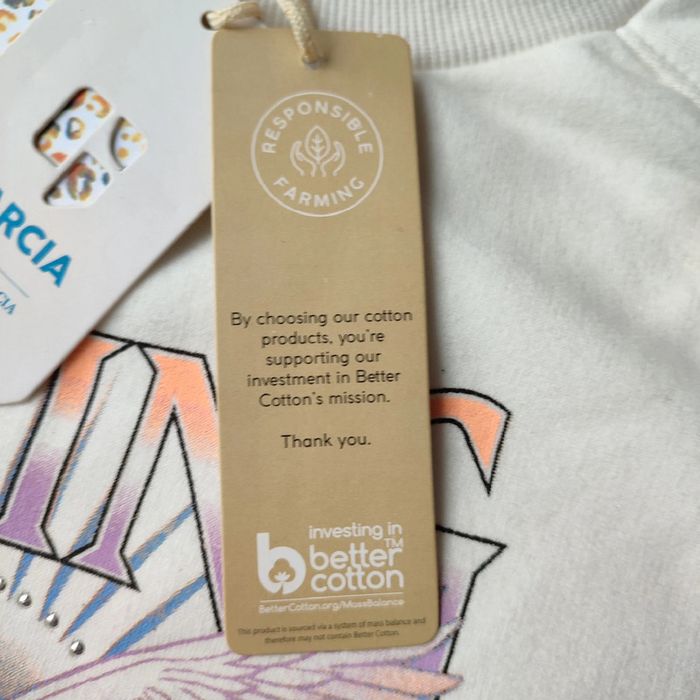 RESPONSIBLE
FARMING
By choosing our cotton
products, you're
supporting our
investment in Better
Cotton's mission.
Thank you.
investing in
better™
cotton
BetterCotton.org/MassBalance
This product is sourced via a system of mass balance and
therefore may not contain Better Cotton.
ARCIA
CIA